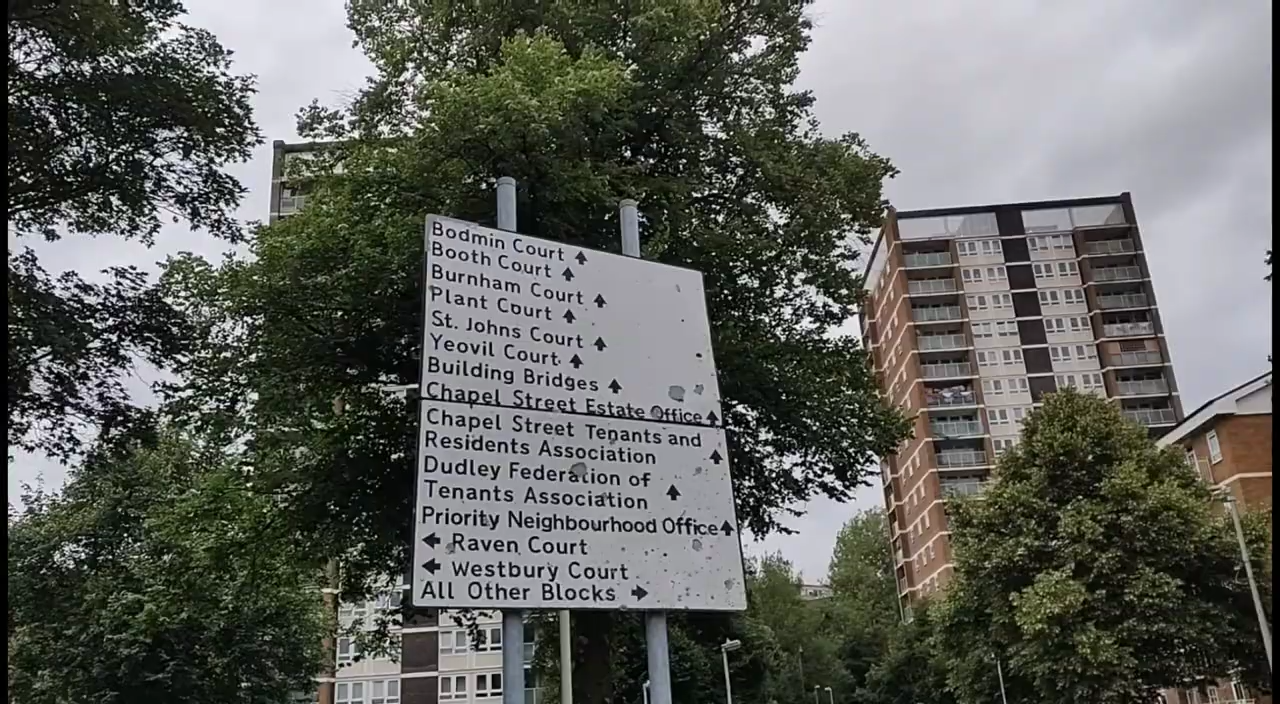 Bodmin Court ↑
Booth Court ↑
Burnham Court ↑
Plant Court ↑
St. Johns Court ↑
Yeovil Court ↑
Building Bridges ↑
Chapel Street Estate Office ↑
Chapel Street Tenants and
Residents Association ↑
Dudley Federation of
Tenants Association ↑
Priority Neighbourhood Office ↑
← Raven Court
← Westbury Court
All Other Blocks →